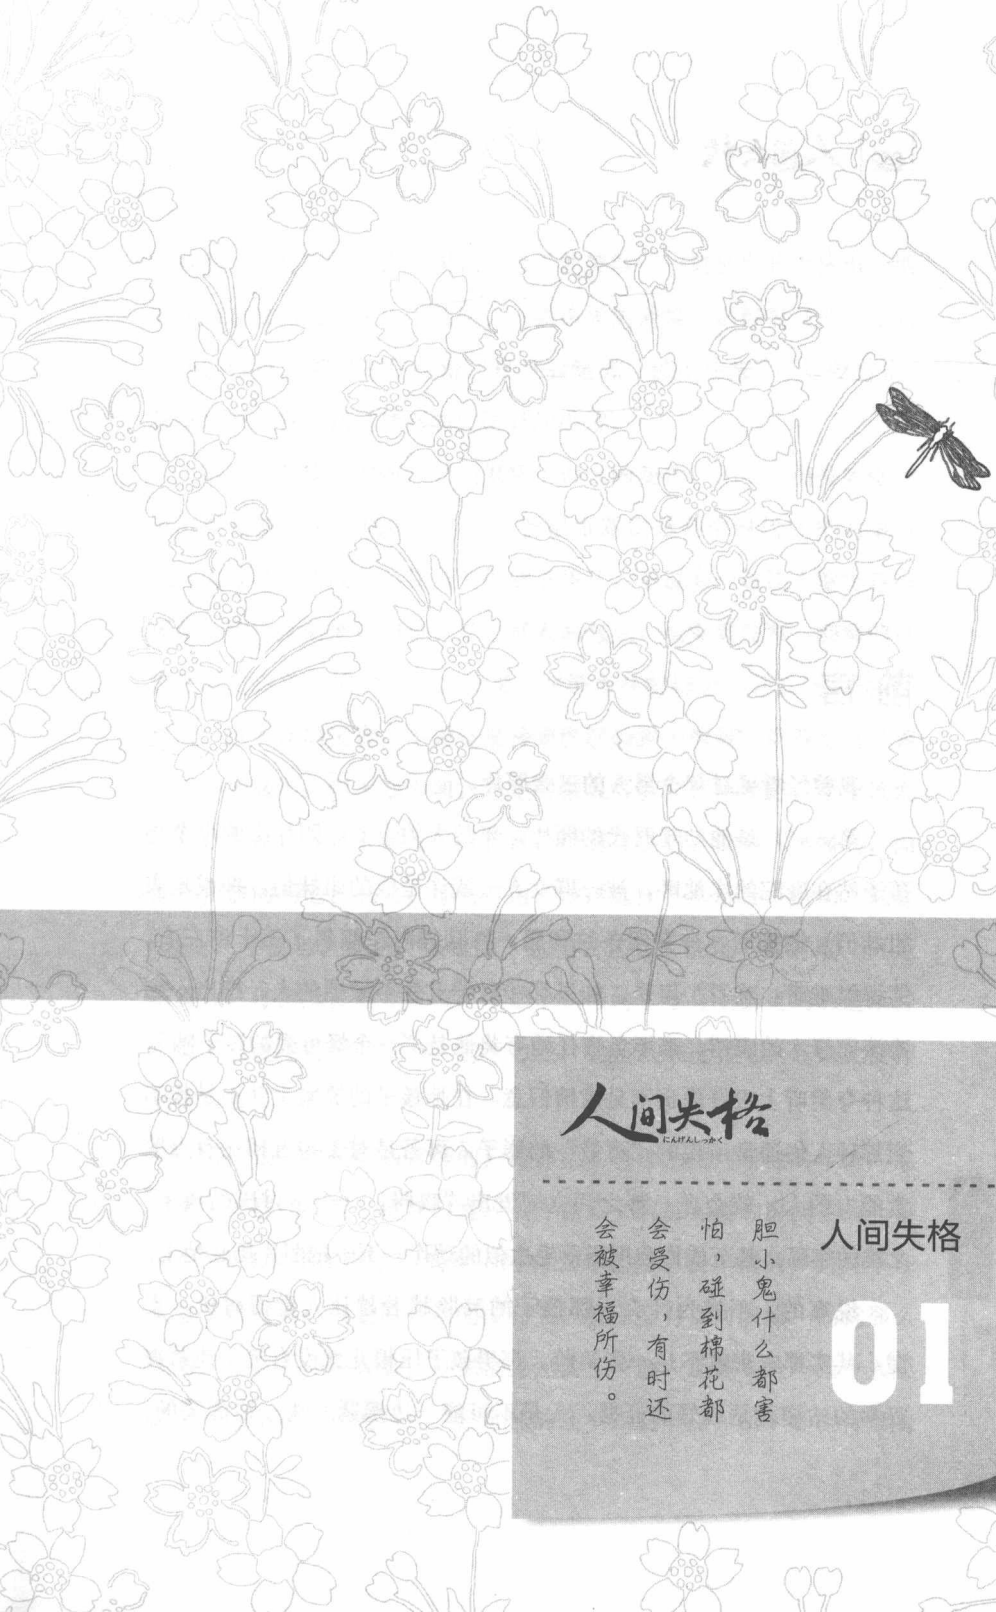 人间失格
にんげんしっかく
人间失格
01
胆小鬼什么都害
怕，碰到棉花都
会受伤，有时还
会被幸福所伤。